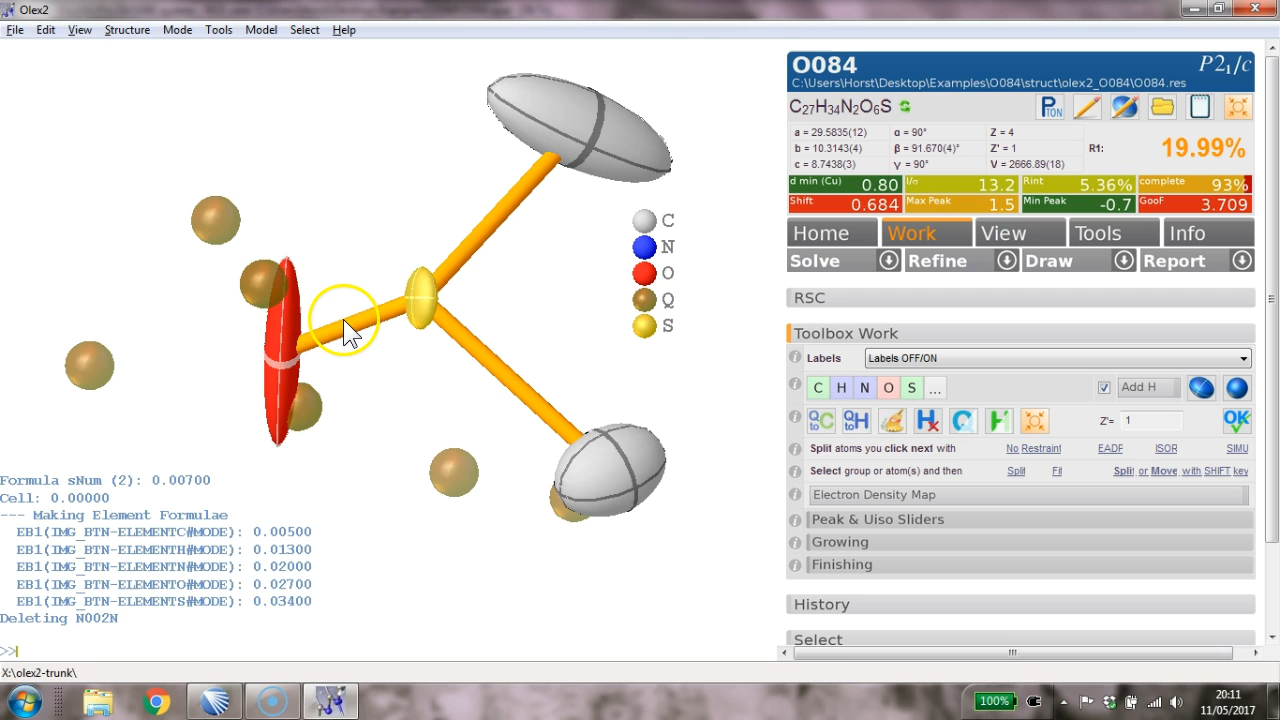 Olex2
File Edit View Structure Mode Tools Model Select Help
O084
P2₁/c
C:\Users\Horst\Desktop\Examples\O084\struct\olex2_O084\O084.res
C₂₇H₃₄N₂O₆S
PTON
a = 29.5835(12) α = 90° Z = 4
b = 10.3143(4) β = 91.670(4)° Z' = 1 R1: 19.99%
c = 8.7438(3) γ = 90° V = 2666.89(18)
d min (Cu) 0.80 I/σ 13.2 Rint 5.36% complete 93%
Shift 0.684 Max Peak 1.5 Min Peak -0.7 GooF 3.709
Home Work View Tools Info
Solve Refine Draw Report
RSC
Toolbox Work
Labels Labels OFF/ON
C H N O S ... Add H
Q to C Q to H H H Z'= 1 OK
Split atoms you click next with No Restraint EADP ISOR SIMU
Select group or atom(s) and then Split Fit Split or Move with SHIFT key
Electron Density Map
Peak & Uiso Sliders
Growing
Finishing
History
Select
C
N
O
Q
S
Formula sNum (2): 0.00700
Cell: 0.00000
--- Making Element Formulae
EB1(IMG_BTN-ELEMENTC#MODE): 0.00500
EB1(IMG_BTN-ELEMENTH#MODE): 0.01300
EB1(IMG_BTN-ELEMENTN#MODE): 0.02000
EB1(IMG_BTN-ELEMENTO#MODE): 0.02700
EB1(IMG_BTN-ELEMENTS#MODE): 0.03400
Deleting N002N
>>
X:\olex2-trunk\
100%
20:11
11/05/2017